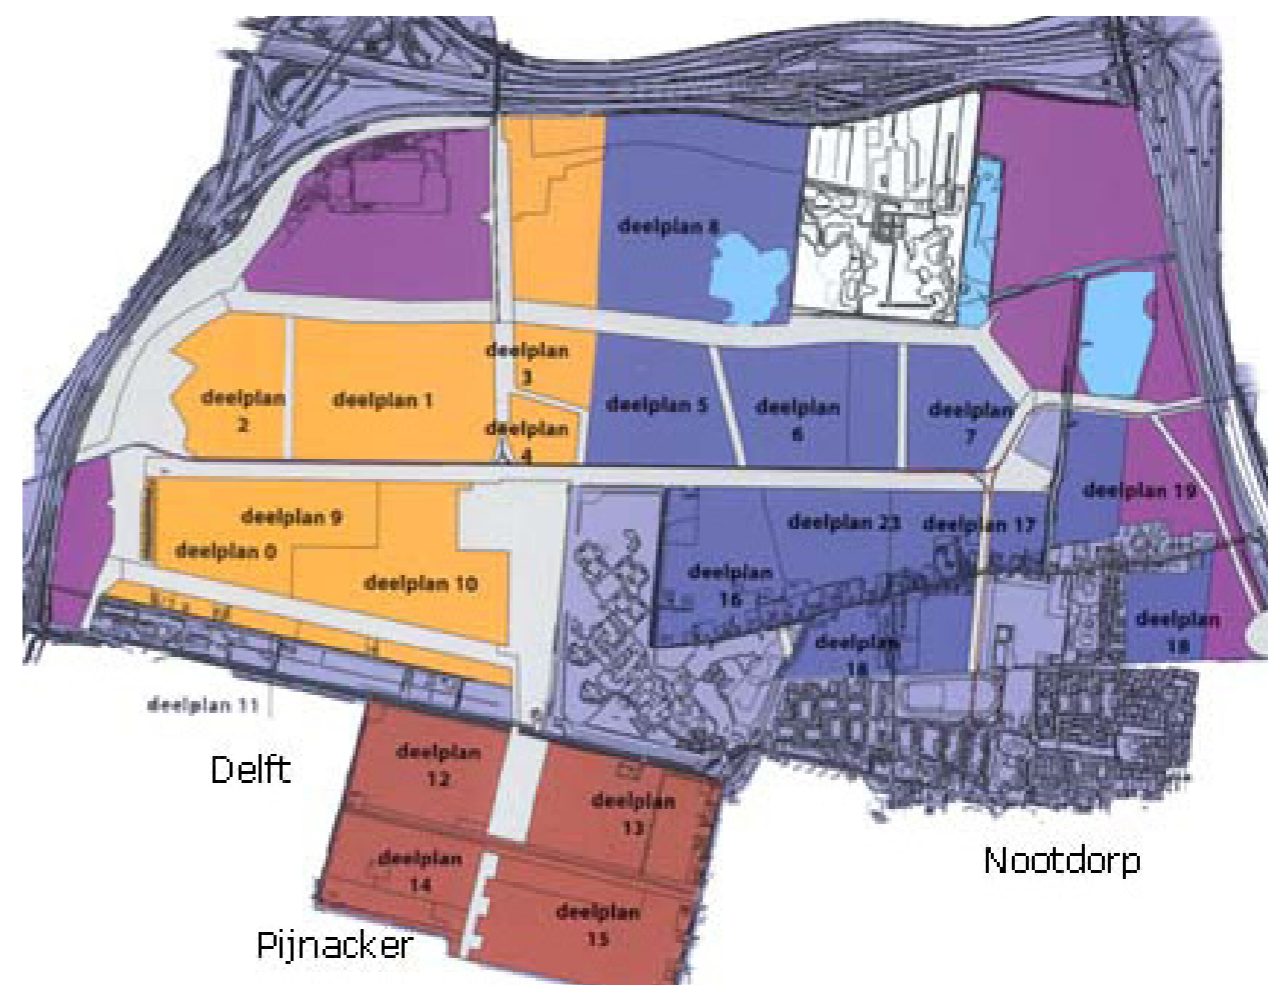 deelplan 8
deelplan
3
deelplan
2
deelplan 1
deelplan
4
deelplan 5
deelplan
6
deelplan
7
deelplan 19
deelplan 9
deelplan 0
deelplan 10
deelplan 23
deelplan 17
deelplan
16
deelplan
18
deelplan
18
deelplan 11
Delft
deelplan
12
deelplan
13
deelplan
14
deelplan
15
Nootdorp
Pijnacker